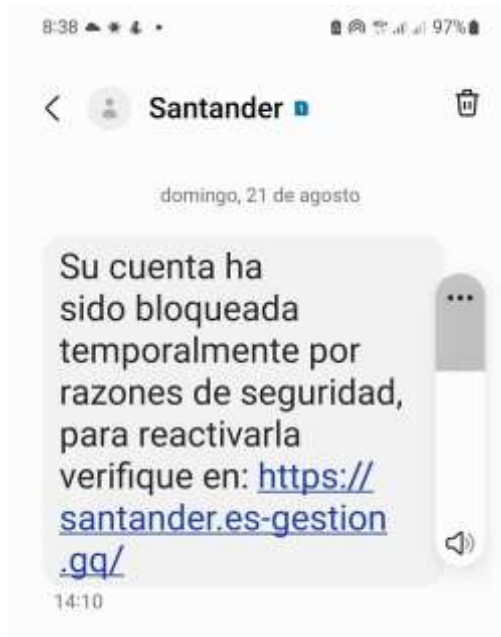 8:38
97%
Santander
domingo, 21 de agosto
Su cuenta ha
sido bloqueada
temporalmente por
razones de seguridad,
para reactivarla
verifique en: https://
santander.es-gestion
.gq/
14:10